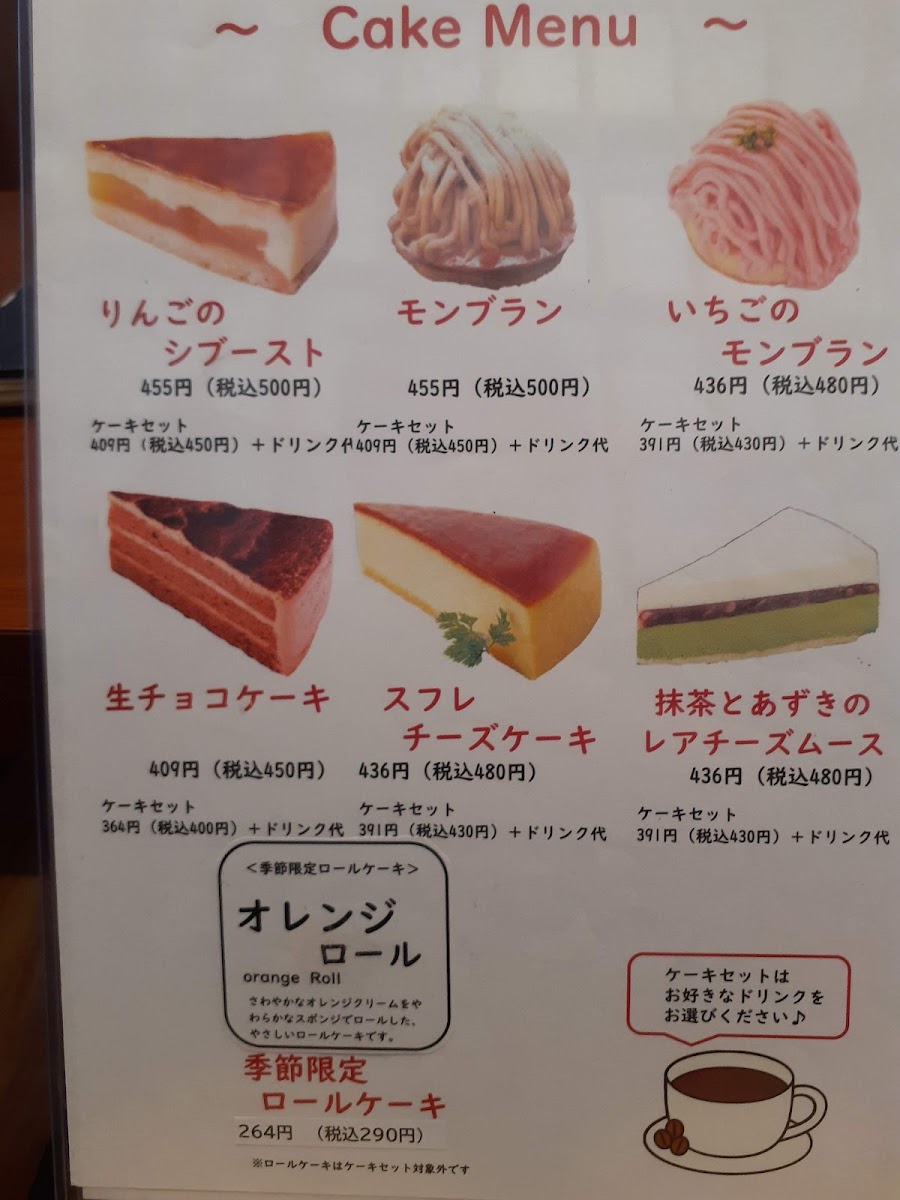 ～ Cake Menu ～
りんごの
シブースト
455円（税込500円）
ケーキセット
409円（税込450円）＋ドリンク
モンブラン
455円（税込500円）
ケーキセット
409円（税込450円）＋ドリンク代
いちごの
モンブラン
436円（税込480円）
ケーキセット
391円（税込430円）＋ドリンク代
生チョコケーキ
409円（税込450円）
ケーキセット
364円（税込400円）＋ドリンク代
スフレ
チーズケーキ
436円（税込480円）
ケーキセット
391円（税込430円）＋ドリンク代
抹茶とあずきの
レアチーズムース
436円（税込480円）
ケーキセット
391円（税込430円）＋ドリンク代
＜季節限定ロールケーキ＞
オレンジ
ロール
orange Roll
さわやかなオレンジクリームをや
わらかなスポンジでロールした、
やさしいロールケーキです。
季節限定
ロールケーキ
264円 （税込290円）
※ロールケーキはケーキセット対象外です
ケーキセットは
お好きなドリンクを
お選びください♪